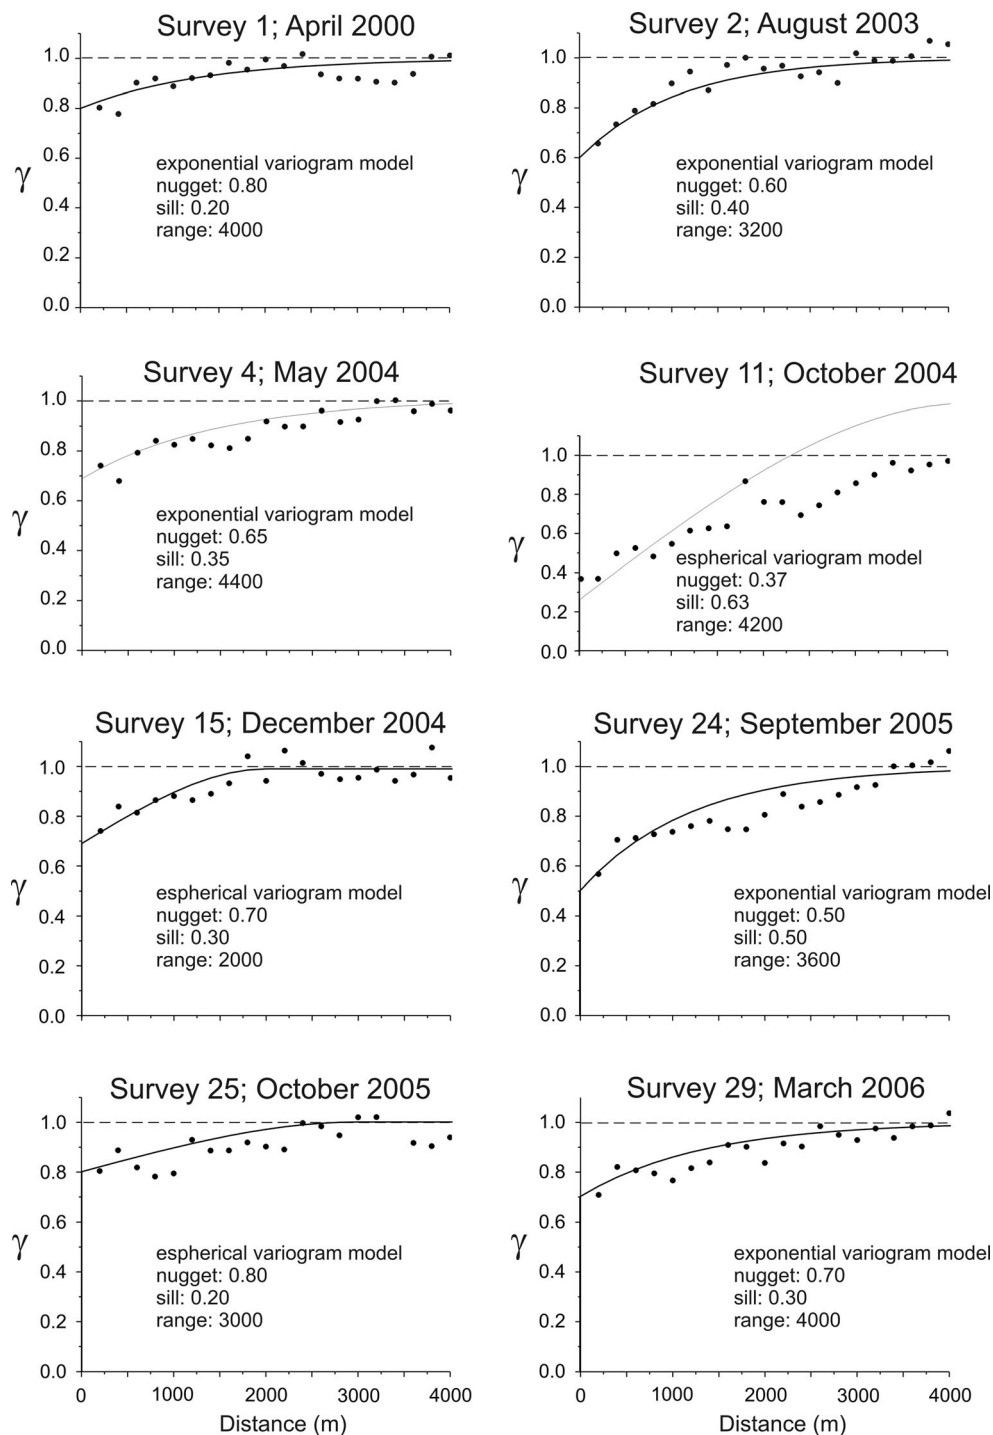 Survey 1; April 2000
1.0
0.8
0.6
γ
0.4
0.2
0.0
exponential variogram model
nugget: 0.80
sill: 0.20
range: 4000
Survey 2; August 2003
1.0
0.8
0.6
γ
0.4
0.2
0.0
exponential variogram model
nugget: 0.60
sill: 0.40
range: 3200
Survey 4; May 2004
1.0
0.8
0.6
γ
0.4
0.2
0.0
exponential variogram model
nugget: 0.65
sill: 0.35
range: 4400
Survey 11; October 2004
1.0
0.8
0.6
γ
0.4
0.2
0.0
espherical variogram model
nugget: 0.37
sill: 0.63
range: 4200
Survey 15; December 2004
1.0
0.8
0.6
γ
0.4
0.2
0.0
espherical variogram model
nugget: 0.70
sill: 0.30
range: 2000
Survey 24; September 2005
1.0
0.8
0.6
γ
0.4
0.2
0.0
exponential variogram model
nugget: 0.50
sill: 0.50
range: 3600
Survey 25; October 2005
1.0
0.8
0.6
γ
0.4
0.2
0.0
espherical variogram model
nugget: 0.80
sill: 0.20
range: 3000
0 1000 2000 3000 4000
Distance (m)
Survey 29; March 2006
1.0
0.8
0.6
γ
0.4
0.2
0.0
exponential variogram model
nugget: 0.70
sill: 0.30
range: 4000
0 1000 2000 3000 4000
Distance (m)